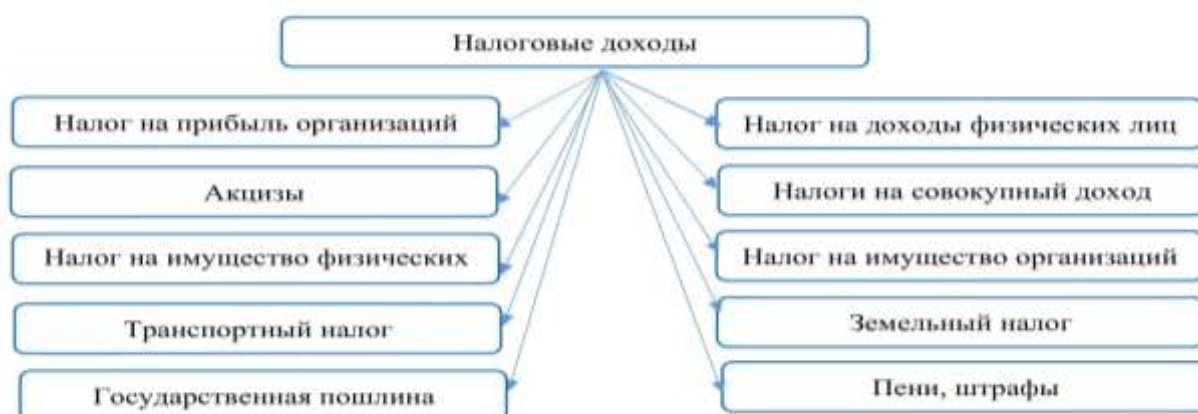 Налоговые доходы
Налог на прибыль организаций
Налог на доходы физических лиц
Акцизы
Налоги на совокупный доход
Налог на имущество физических
Налог на имущество организаций
Транспортный налог
Земельный налог
Государственная пошлина
Пени, штрафы